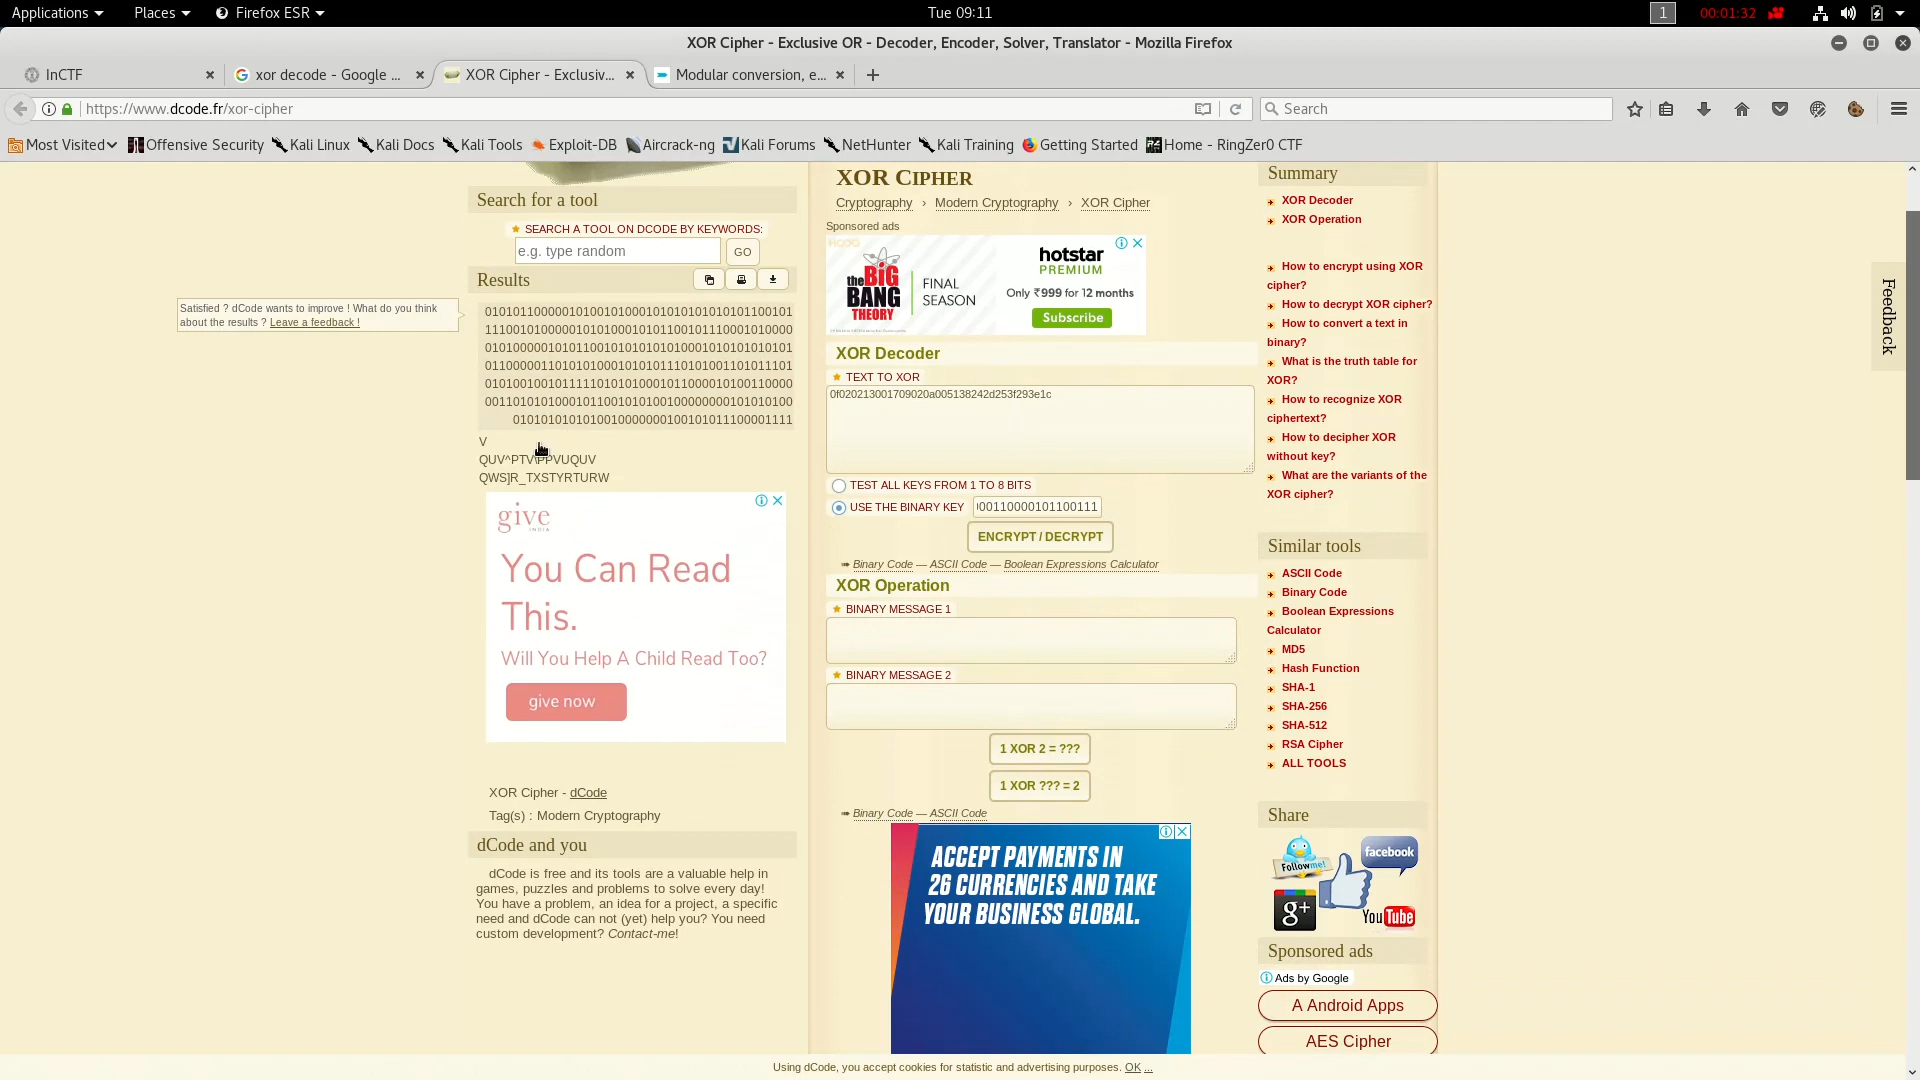 Applications
Places
Firefox ESR
Tue 09:11
1
00:01:32
XOR Cipher - Exclusive OR - Decoder, Encoder, Solver, Translator - Mozilla Firefox
InCTF
xor decode - Google ...
XOR Cipher - Exclusiv...
Modular conversion, e...
https://www.dcode.fr/xor-cipher
Search
Most Visited
Offensive Security
Kali Linux
Kali Docs
Kali Tools
Exploit-DB
Aircrack-ng
Kali Forums
NetHunter
Kali Training
Getting Started
Home - RingZer0 CTF
Search for a tool
SEARCH A TOOL ON DCODE BY KEYWORDS:
e.g. type random
GO
Results
Satisfied ? dCode wants to improve ! What do you think
about the results ? Leave a feedback !
V
QUWS]R_TXSTYRTURW
give
INDIA
You Can Read
This.
Will You Help A Child Read Too?
give now
XOR Cipher - dCode
Tag(s) : Modern Cryptography
dCode and you
dCode is free and its tools are a valuable help in
games, puzzles and problems to solve every day!
You have a problem, an idea for a project, a specific
need and dCode can not (yet) help you? You need
custom development? Contact-me!
XOR CIPHER
Cryptography › Modern Cryptography › XOR Cipher
Sponsored ads
the BIG BANG THEORY
FINAL
SEASON
hotstar
PREMIUM
Only ₹999 for 12 months
Subscribe
XOR Decoder
TEXT TO XOR
0f020213001709020a005138242d253f293e1c
TEST ALL KEYS FROM 1 TO 8 BITS
USE THE BINARY KEY
00110000101100111
ENCRYPT / DECRYPT
➠ Binary Code — ASCII Code — Boolean Expressions Calculator
XOR Operation
BINARY MESSAGE 1
BINARY MESSAGE 2
1 XOR 2 = ???
1 XOR ??? = 2
➠ Binary Code — ASCII Code
ACCEPT PAYMENTS IN
26 CURRENCIES AND TAKE
YOUR BUSINESS GLOBAL.
Summary
XOR Decoder
XOR Operation
How to encrypt using XOR
cipher?
How to decrypt XOR cipher?
How to convert a text in
binary?
What is the truth table for
XOR?
How to recognize XOR
ciphertext?
How to decipher XOR
without key?
What are the variants of the
XOR cipher?
Similar tools
ASCII Code
Binary Code
Boolean Expressions
Calculator
MD5
Hash Function
SHA-1
SHA-256
SHA-512
RSA Cipher
ALL TOOLS
Share
Follow me!
facebook
g+
YouTube
Sponsored ads
Ads by Google
A Android Apps
AES Cipher
Feedback
Using dCode, you accept cookies for statistic and advertising purposes. OK ...